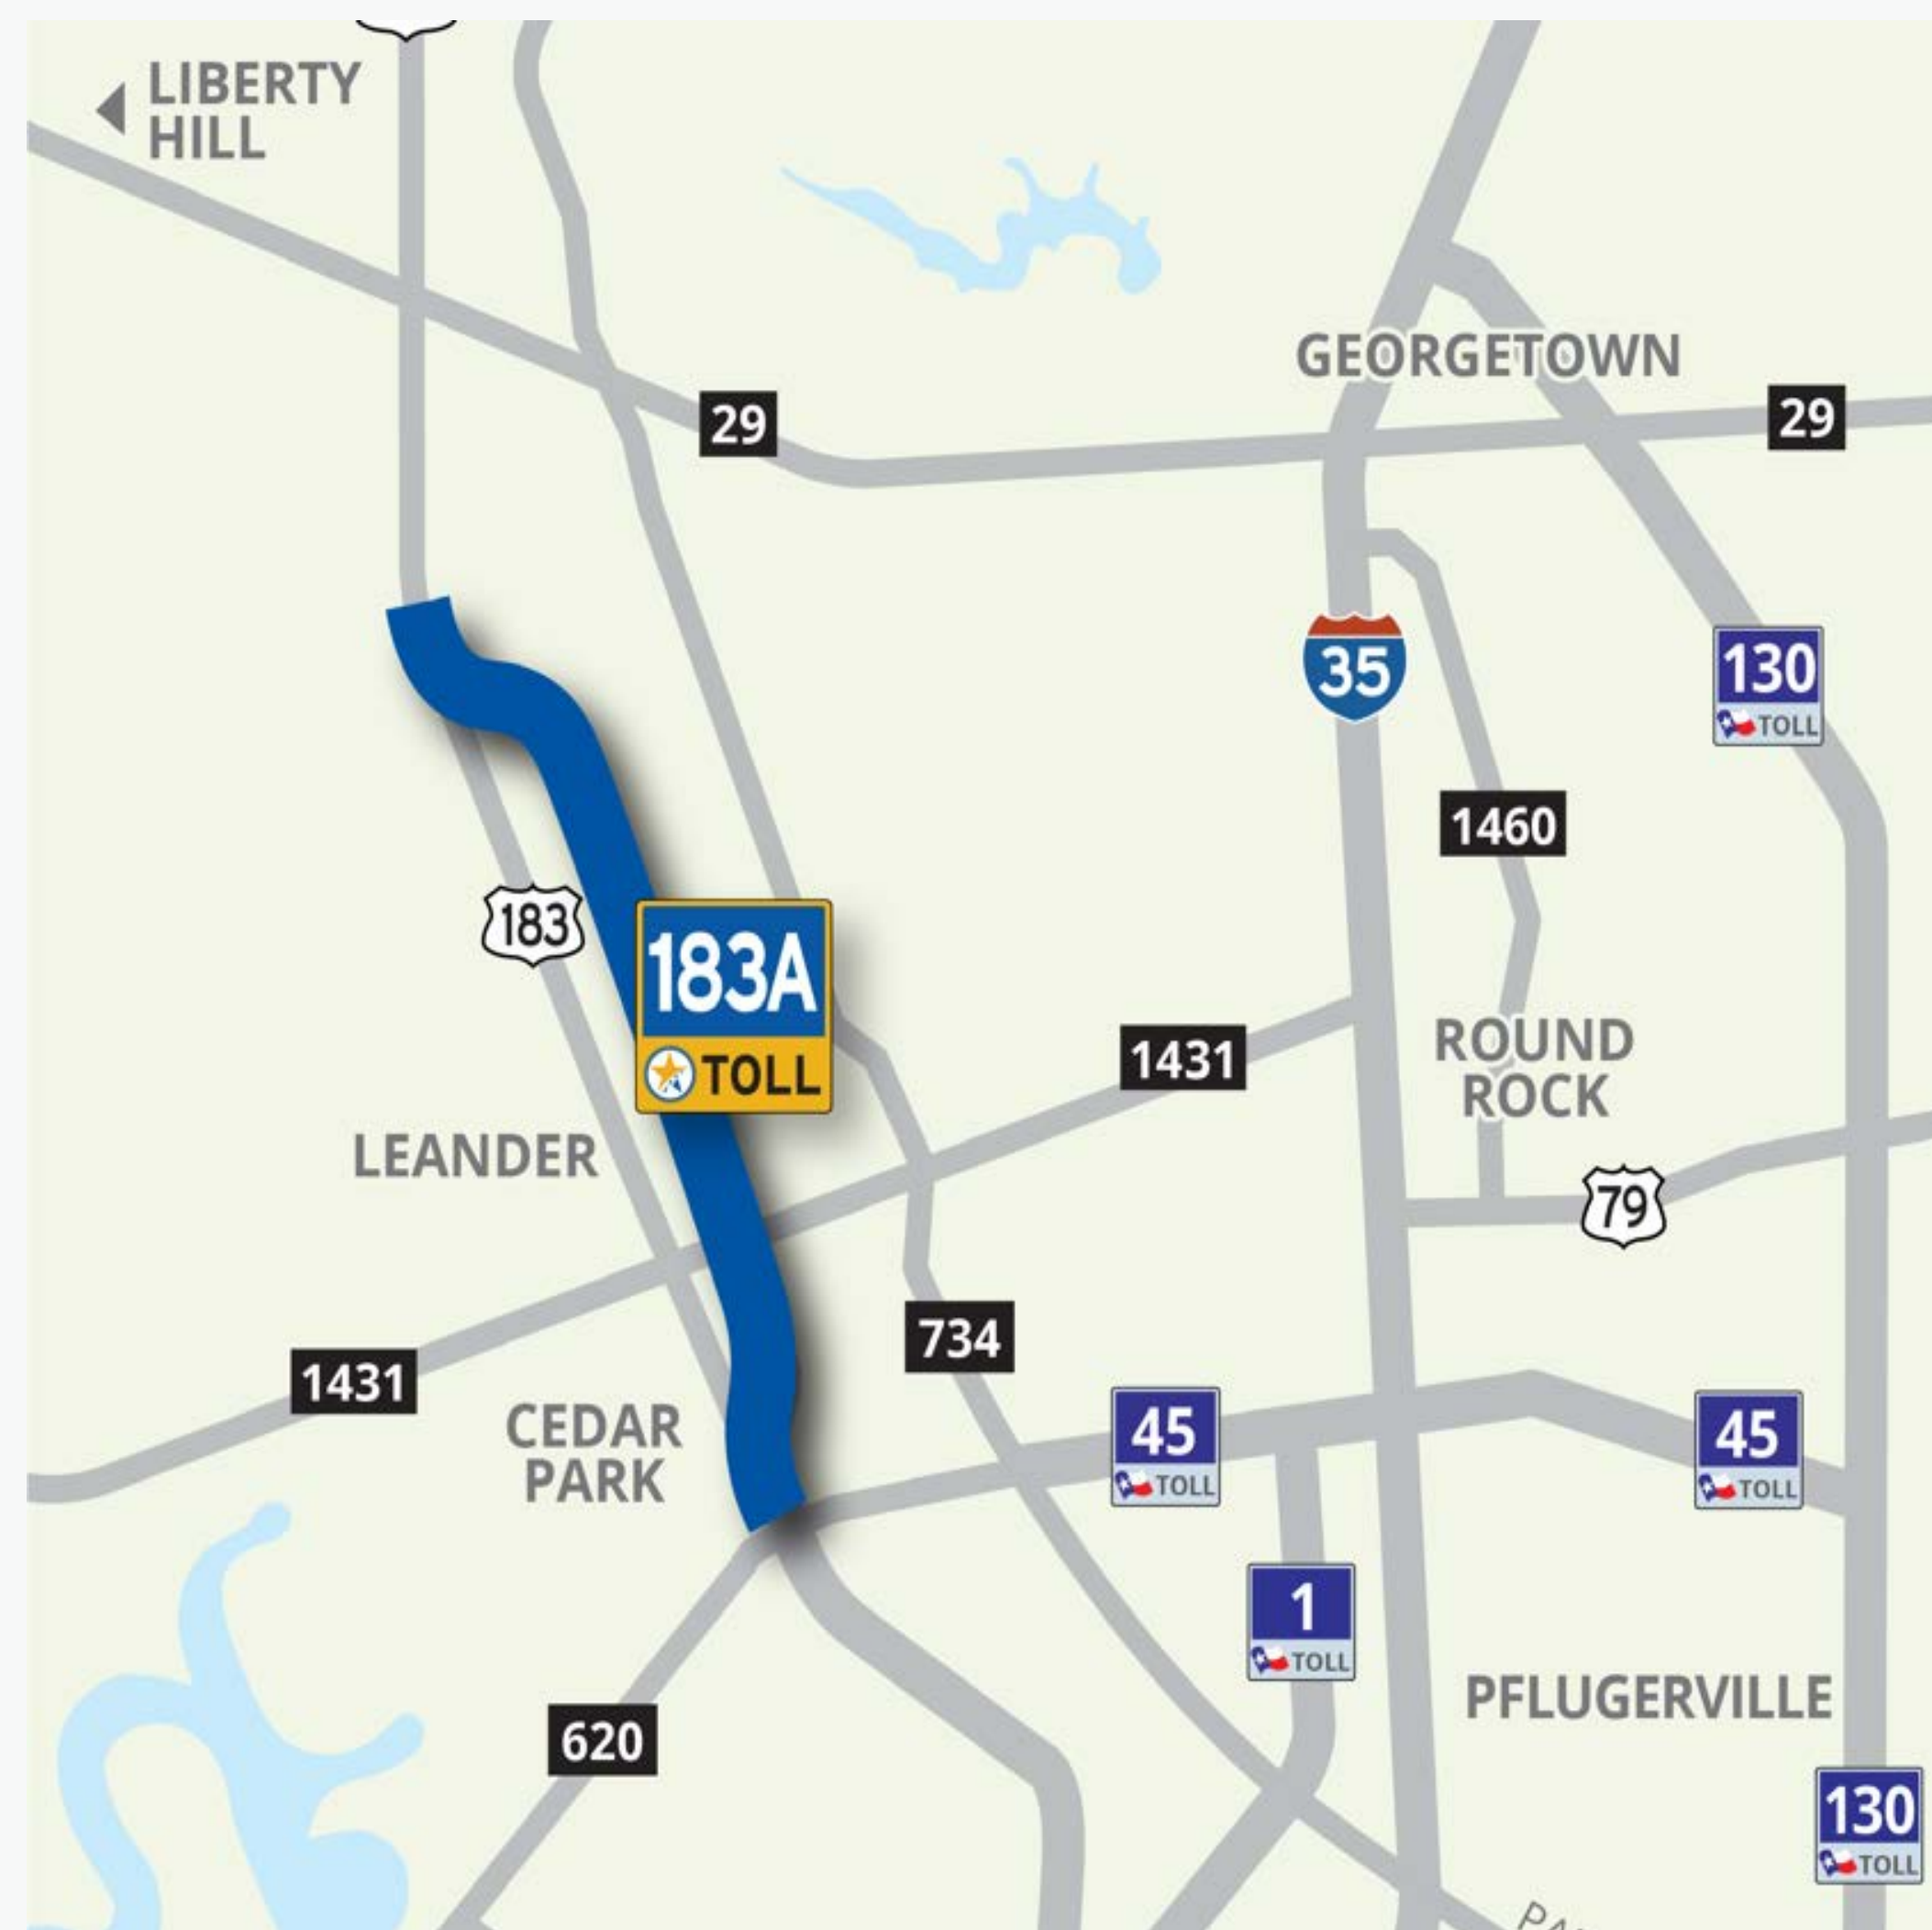 LIBERTY
HILL
GEORGETOWN
29
29
35
130
TOLL
1460
183
183A
TOLL
1431
ROUND
ROCK
LEANDER
79
734
1431
CEDAR
PARK
45
TOLL
45
TOLL
1
TOLL
PFLUGERVILLE
620
130
TOLL